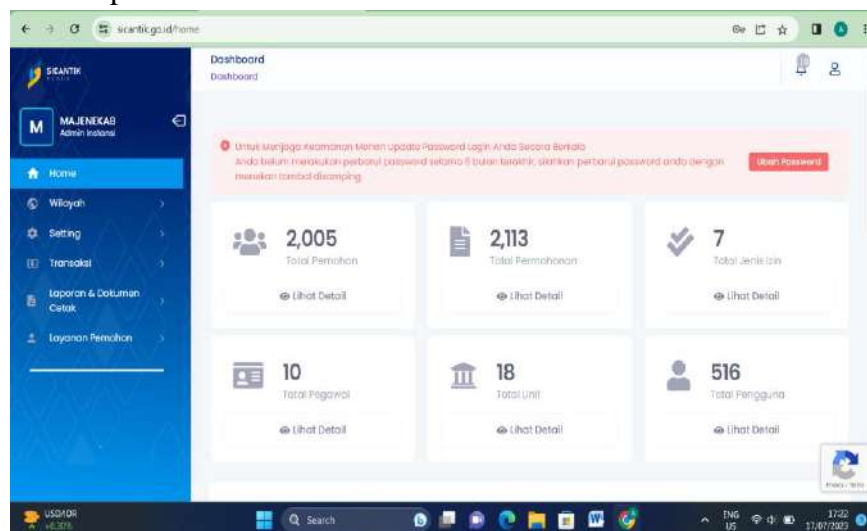 sicantik.go.id/home
SICANTIK
Dashboard
Dashboard
M
MAJENEKAB
Admin Instansi
Untuk Menjaga Keamanan Mohon Update Password Login Anda Secara Berkala
Anda belum melakukan perbarui password selama 6 bulan terakhir, silahkan perbarui password anda dengan
menekan tombol disamping.
Ubah Password
Home
Wilayah
Setting
Transaksi
Laporan & Dokumen
Cetak
Layanan Pemohon
2,005
Total Pemohon
Lihat Detail
2,113
Total Permohonan
Lihat Detail
7
Total Jenis Izin
Lihat Detail
10
Total Pegawai
Lihat Detail
18
Total Unit
Lihat Detail
516
Total Pengguna
Lihat Detail
USD/IDR
+0.30%
Search
ENG
US
17:22
17/07/2023